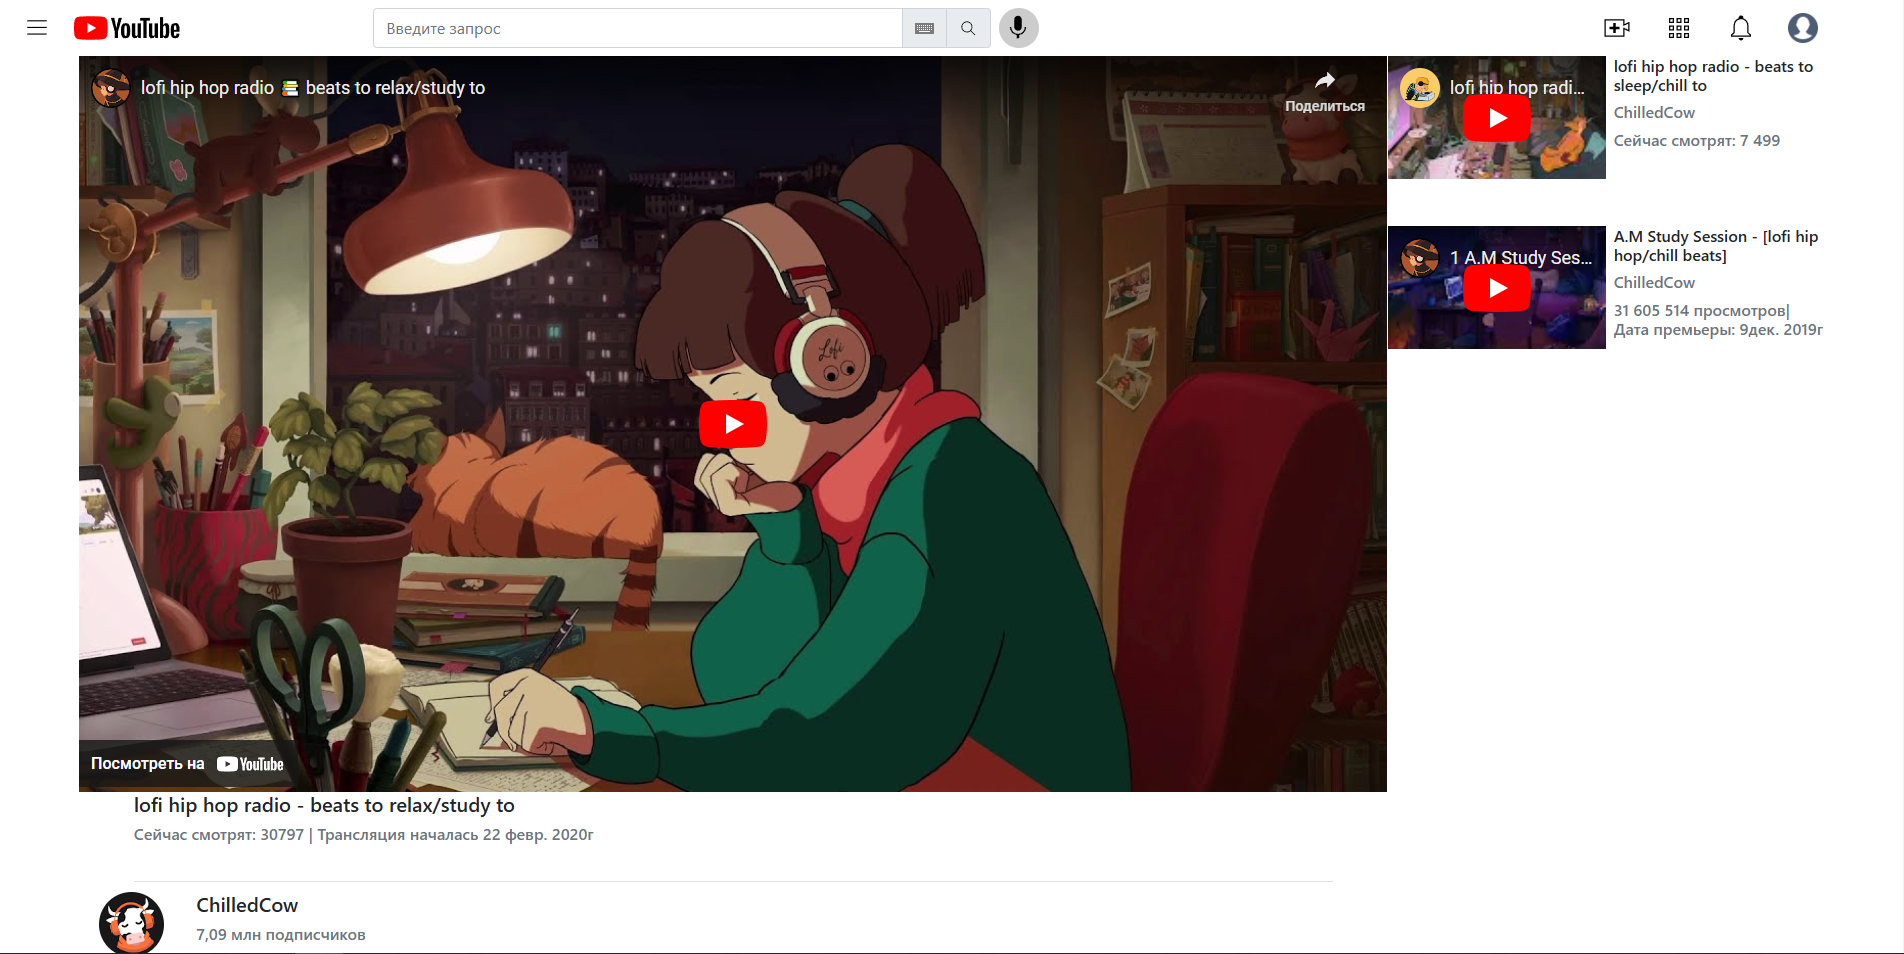 YouTube
Введите запрос
lofi hip hop radio 📚 beats to relax/study to
Поделиться
Lofi
Посмотреть на YouTube
lofi hip hop radio - beats to relax/study to
Сейчас смотрят: 30797 | Трансляция началась 22 февр. 2020г
ChilledCow
7,09 млн подписчиков
lofi hip hop radi...
lofi hip hop radio - beats to
sleep/chill to
ChilledCow
Сейчас смотрят: 7 499
1 A.M Study Ses...
A.M Study Session - [lofi hip
hop/chill beats]
ChilledCow
31 605 514 просмотров|
Дата премьеры: 9дек. 2019г